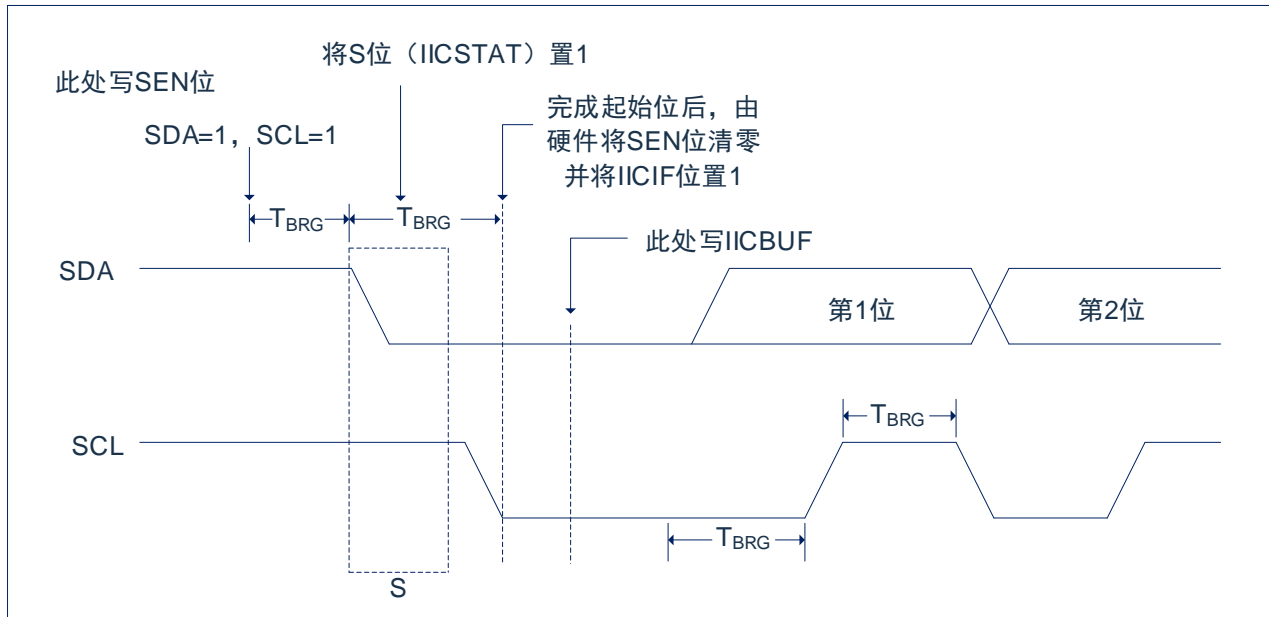 将S位（IICSTAT）置1
此处写SEN位
SDA=1，SCL=1
完成起始位后，由
硬件将SEN位清零
并将IICIF位置1
TBRG
TBRG
此处写IICBUF
SDA
第1位
第2位
TBRG
SCL
TBRG
S